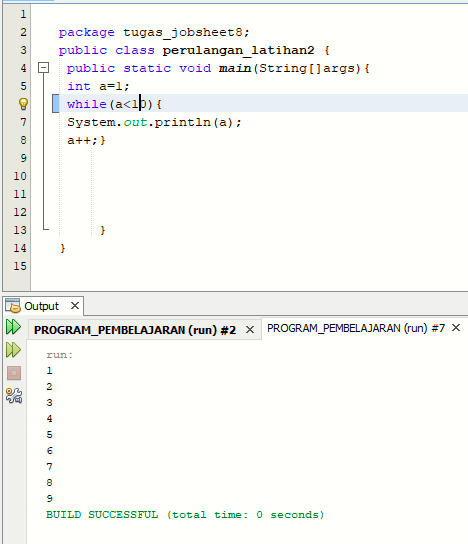 1
2 package tugas_jobsheet8;
3 public class perulangan_latihan2 {
4 public static void main(String[]args){
5 int a=1;
while(a<10){
7 System.out.println(a);
8 a++;}
9
10
11
12
13 }
14 }
15
Output
PROGRAM_PEMBELAJARAN (run) #2 PROGRAM_PEMBELAJARAN (run) #7
run:
1
2
3
4
5
6
7
8
9
BUILD SUCCESSFUL (total time: 0 seconds)